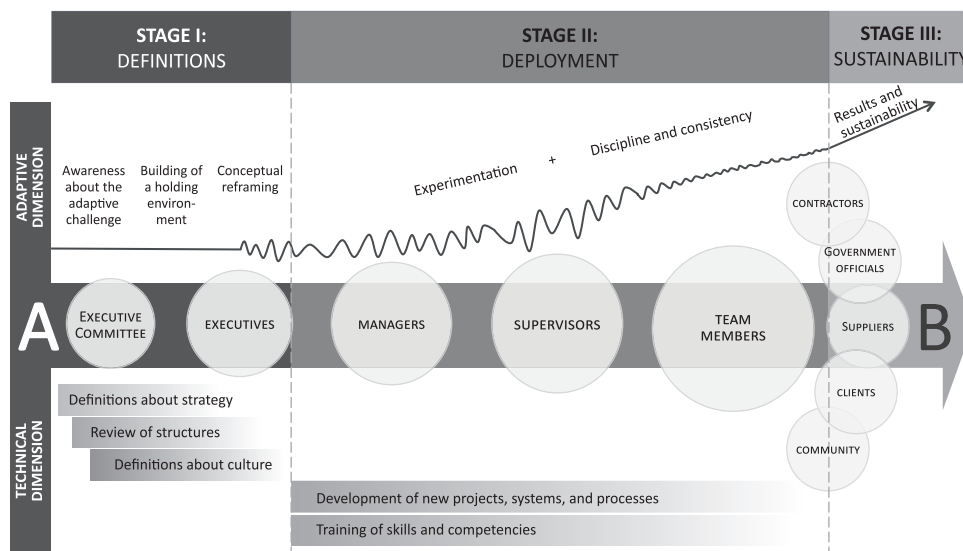 STAGE I:
DEFINITIONS
STAGE II:
DEPLOYMENT
STAGE III:
SUSTAINABILITY
ADAPTIVE
DIMENSION
Awareness
about the
adaptive
challenge
Building of
a holding
environ-
ment
Conceptual
reframing
Experimentation
+
Discipline and consistency
Results and
sustainability
A
EXECUTIVE
COMMITTEE
EXECUTIVES
MANAGERS
SUPERVISORS
TEAM
MEMBERS
CONTRACTORS
GOVERNMENT
OFFICIALS
SUPPLIERS
CLIENTS
COMMUNITY
B
TECHNICAL
DIMENSION
Definitions about strategy
Review of structures
Definitions about culture
Development of new projects, systems, and processes
Training of skills and competencies